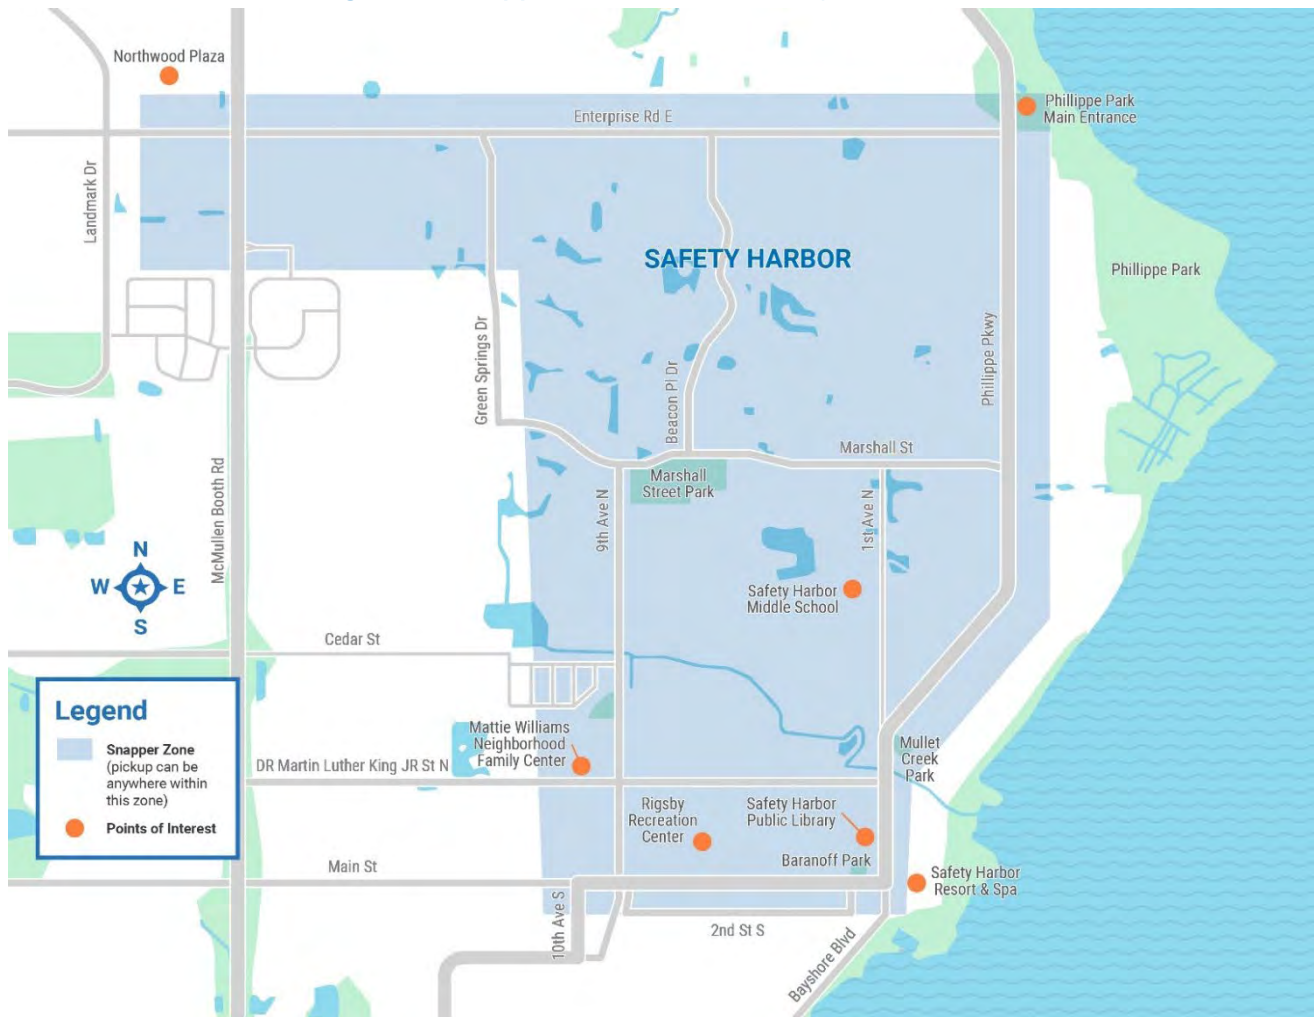 Northwood Plaza
Enterprise Rd E
Phillippe Park
Main Entrance
Landmark Dr
SAFETY HARBOR
Phillippe Park
Green Springs Dr
Beacon Pl Dr
Phillippe Pkwy
Marshall St
Marshall
Street Park
McMullen Booth Rd
9th Ave N
1st Ave N
N
W
E
S
Safety Harbor
Middle School
Cedar St
Legend
Snapper Zone
(pickup can be
anywhere within
this zone)
Points of Interest
Mattie Williams
Neighborhood
Family Center
DR Martin Luther King JR St N
Mullet
Creek
Park
Rigsby
Recreation
Center
Safety Harbor
Public Library
Baranoff Park
Main St
Safety Harbor
Resort & Spa
10th Ave S
2nd St S
Bayshore Blvd